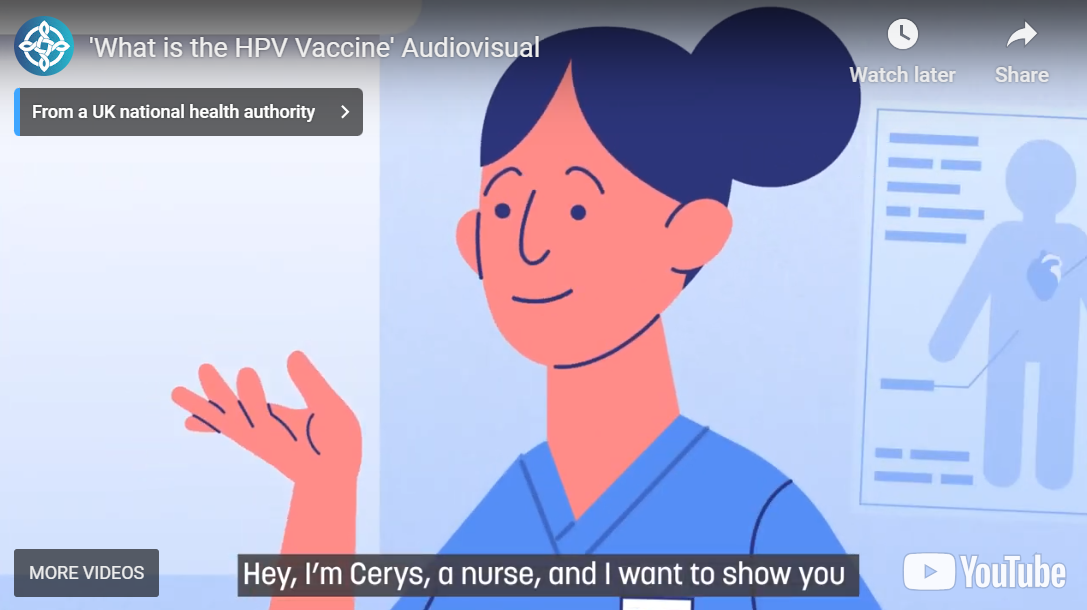 'What is the HPV Vaccine' Audiovisual
Watch later
Share
From a UK national health authority
Hey, I'm Cerys, a nurse, and I want to show you
MORE VIDEOS
YouTube